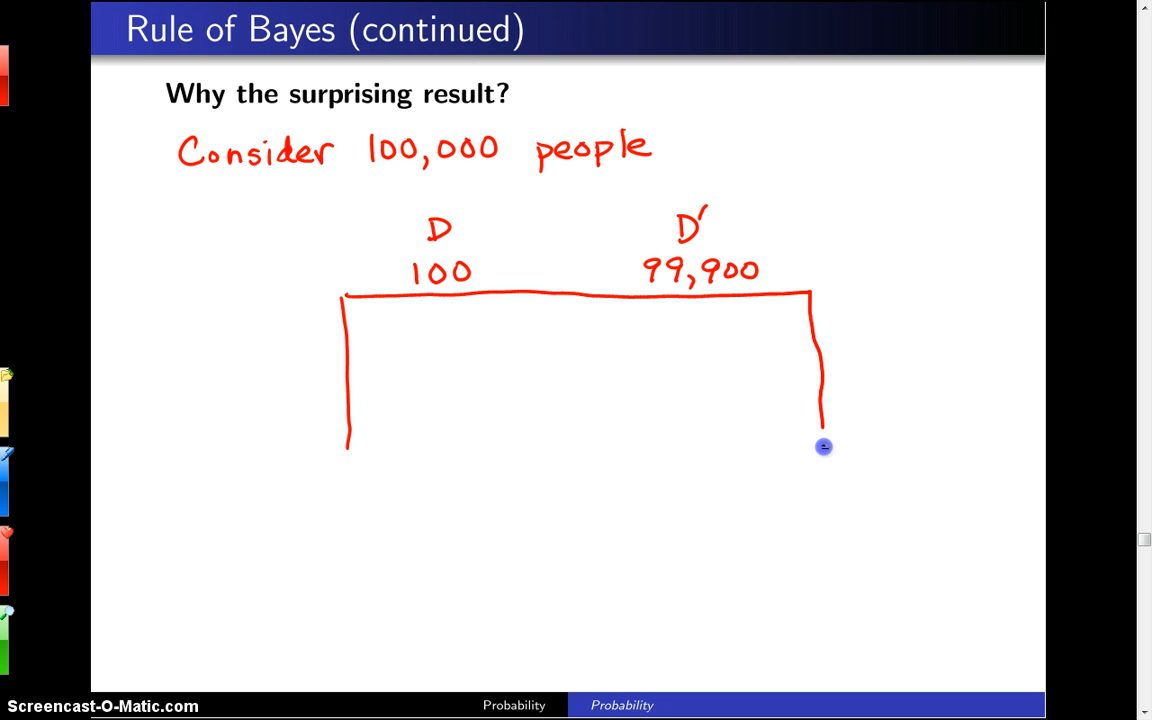 Rule of Bayes (continued)
Why the surprising result?
Consider 100,000 people
D D′
100 99,900
Screencast-O-Matic.com Probability Probability